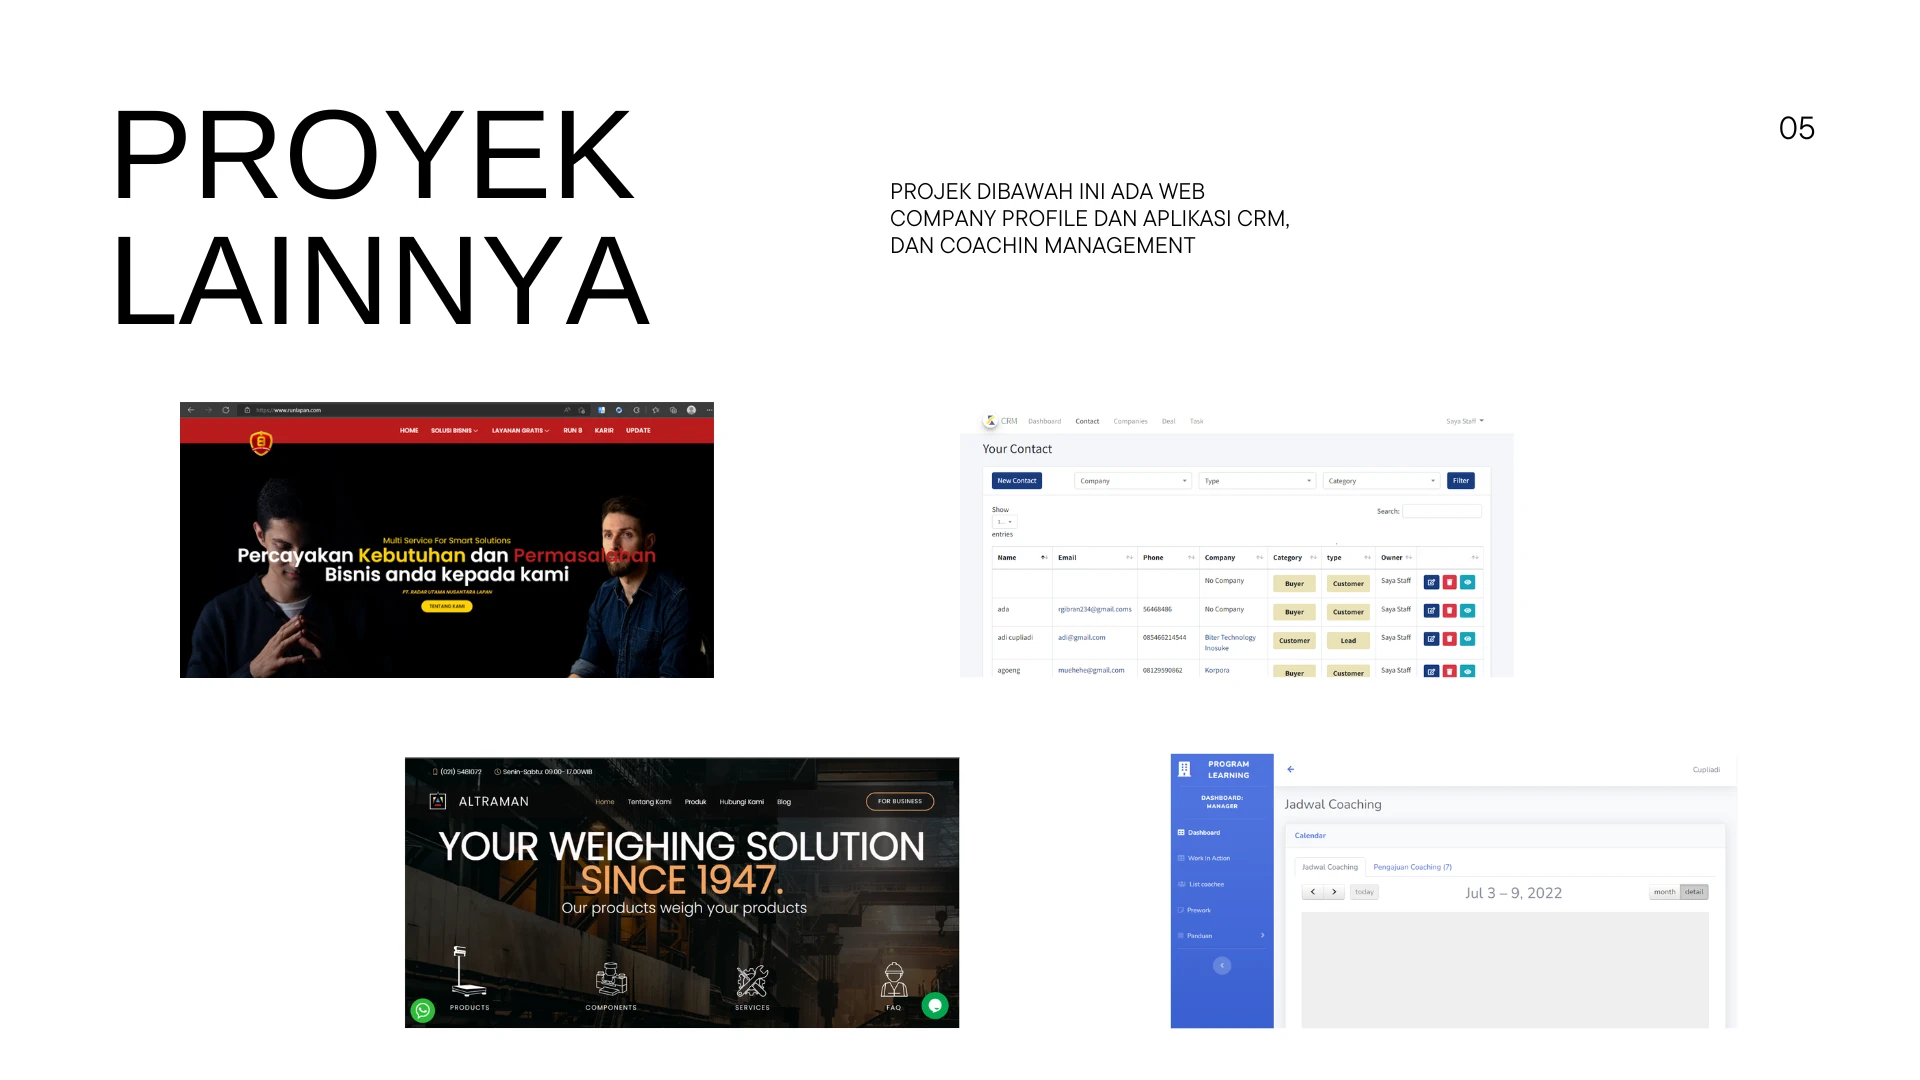 PROYEK
LAINNYA
05
PROJEK DIBAWAH INI ADA WEB
COMPANY PROFILE DAN APLIKASI CRM,
DAN COACHIN MANAGEMENT
https://www.runlapan.com
HOME SOLUSI BISNIS LAYANAN GRATIS RUN 8 KARIR UPDATE
Multi Service For Smart Solutions
Percayakan Kebutuhan dan Permasalahan
Bisnis anda kepada kami
PT. RADAR UTAMA NUSANTARA LAPAN
TENTANG KAMI
CRM Dashboard Contact Companies Deal Task Saya Staff
Your Contact
New Contact Company Type Category Filter
Show
1...
entries
Search:
Name Email Phone Company Category type Owner
No Company Buyer Customer Saya Staff
ada rgibran234@gmail.coms 56468486 No Company Buyer Customer Saya Staff
adi cupliadi adi@gmail.com 085466214544 Biter Technology Inosuke Customer Lead Saya Staff
agoeng muehehe@gmail.com 08129590862 Korpora Buyer Customer Saya Staff
(021) 5481072 Senin-Sabtu: 09.00- 17.00WIB
ALTRAMAN Home Tentang Kami Produk Hubungi Kami Blog FOR BUSINESS
YOUR WEIGHING SOLUTION
SINCE 1947.
Our products weigh your products
PRODUCTS COMPONENTS SERVICES FAQ
PROGRAM
LEARNING
DASHBOARD:
MANAGER
Dashboard
Work In Action
List coachee
Prework
Panduan
Cupliadi
Jadwal Coaching
Calendar
Jadwal Coaching Pengajuan Coaching (7)
today Jul 3 – 9, 2022 month detail